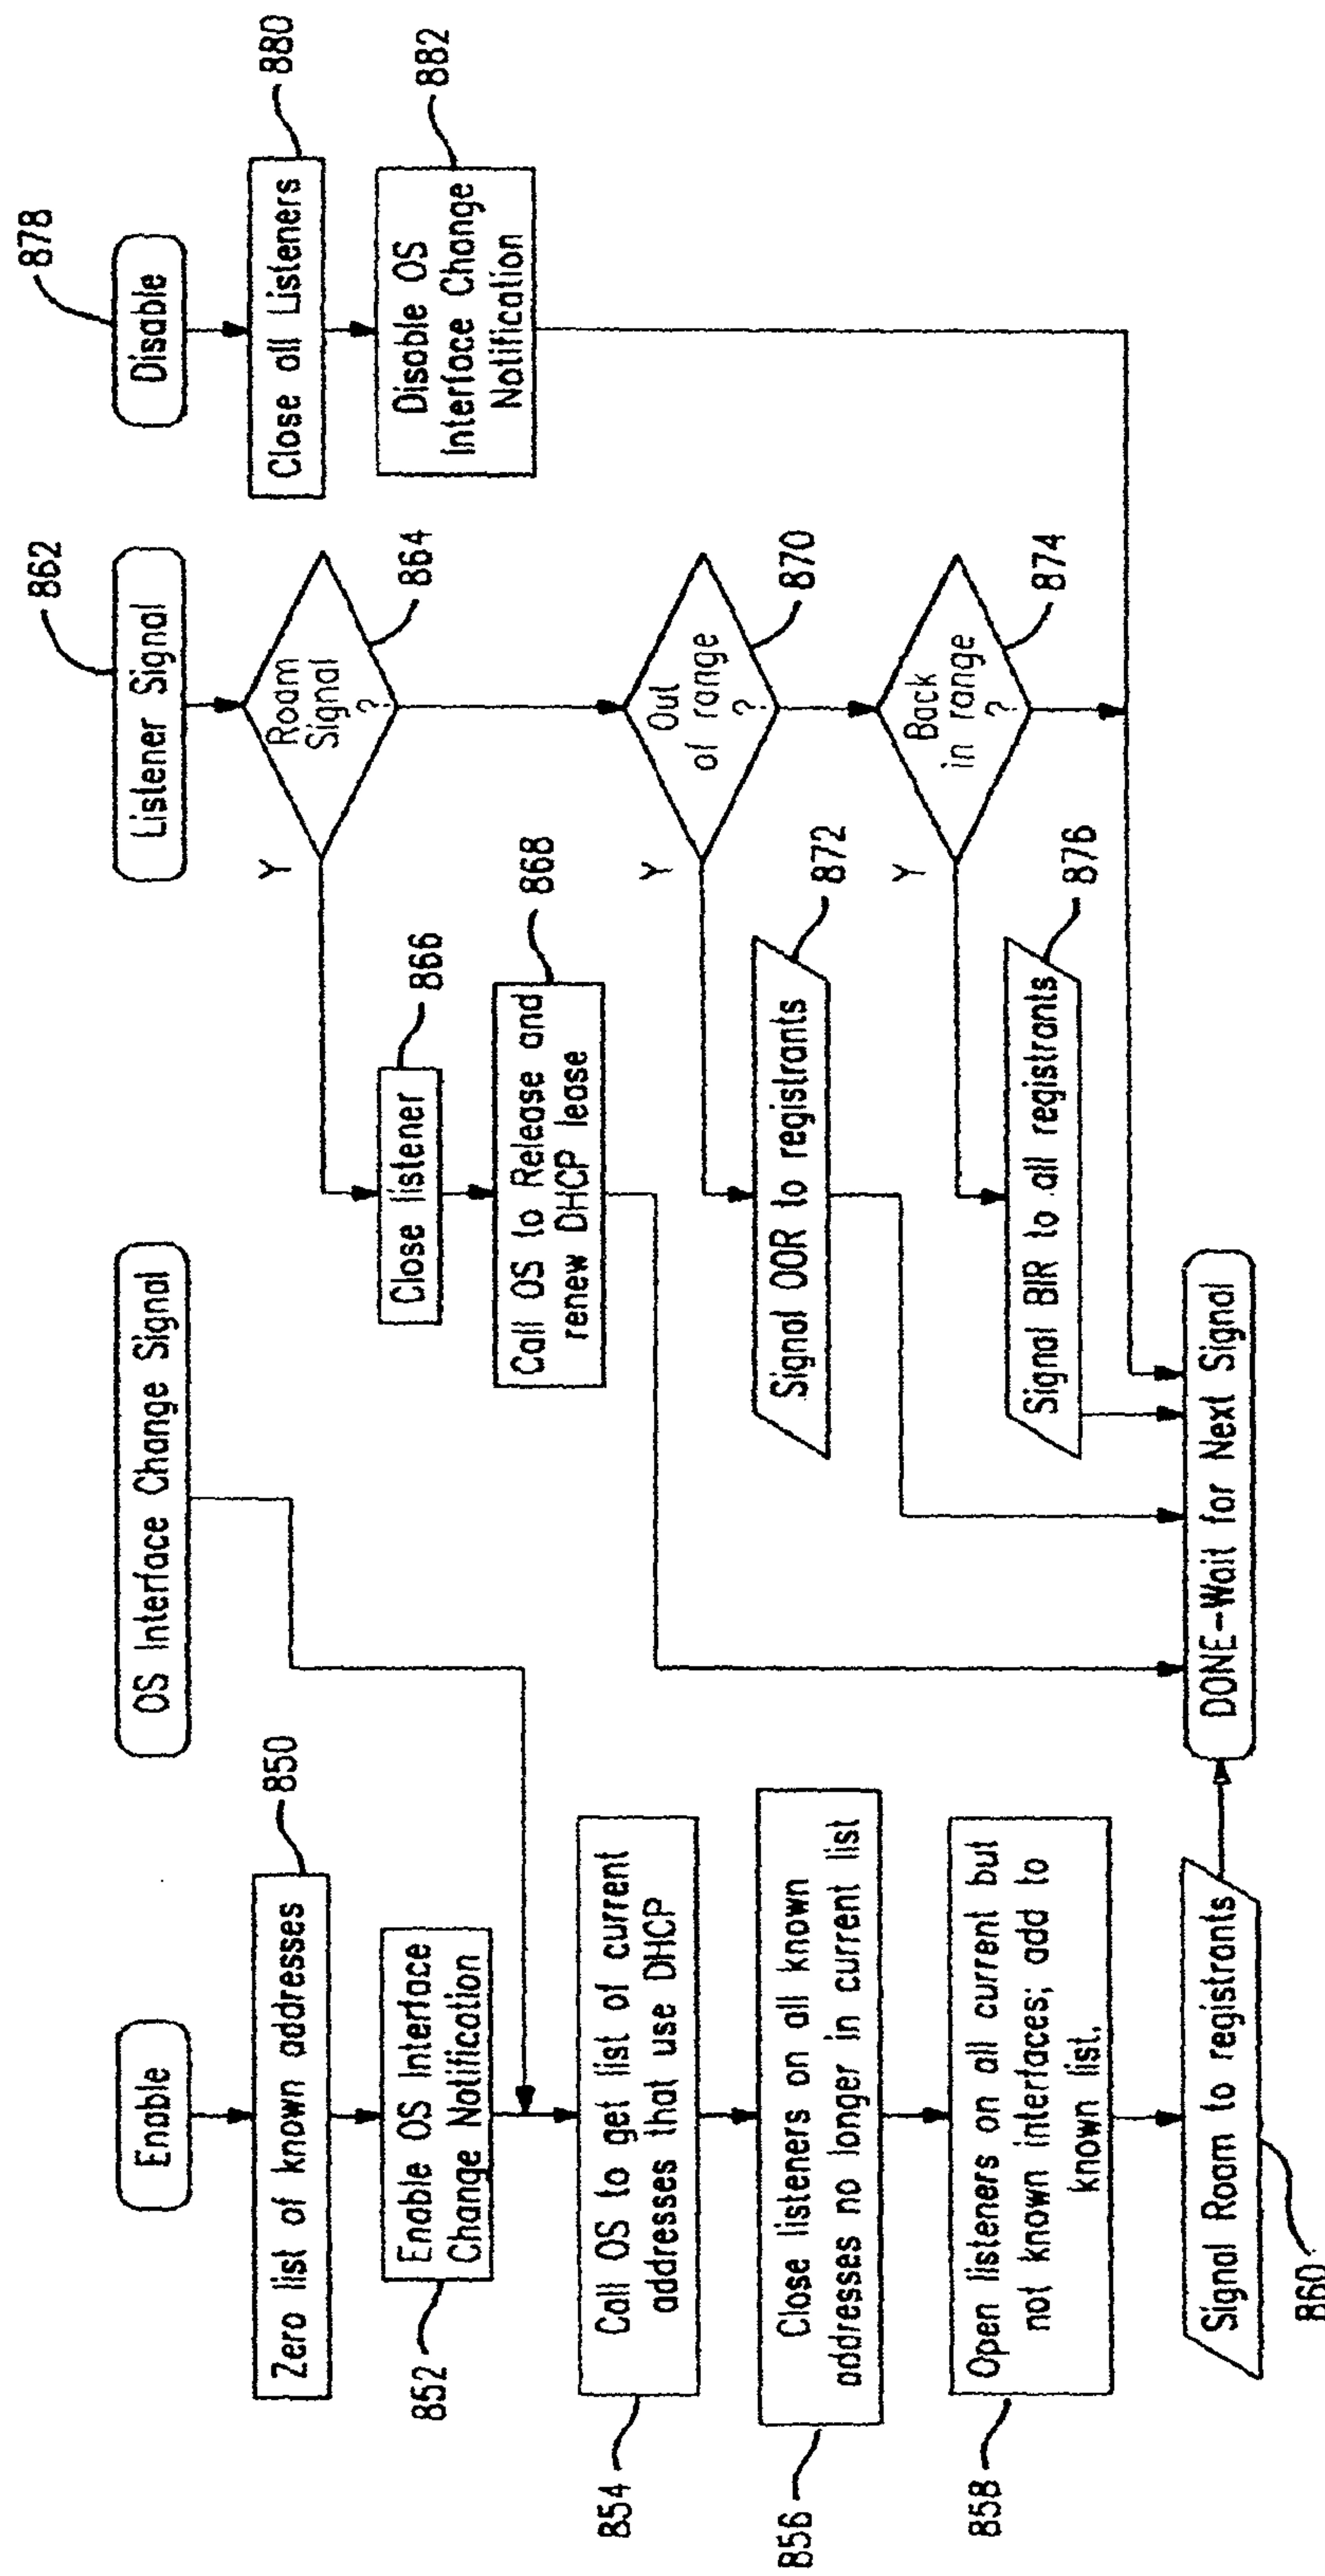 Enable
Zero list of known addresses
850
Enable OS Interface
Change Notification
852
Call OS to get list of current
addresses that use DHCP
854
Close listeners on all known
addresses no longer in current list
856
Open listeners on all current but
not known interfaces; add to
known list.
858
Signal Roam to registrants
860
OS Interface Change Signal
862
Listener Signal
Roam
Signal
?
864
Y
Close listener
866
Call OS to Release and
renew DHCP lease
868
Out
of range
?
870
Y
Signal OOR to registrants
872
Back
in range
?
874
Y
Signal BIR to all registrants
876
878
Disable
Close all Listeners
880
Disable OS
Interface Change
Notification
882
DONE-Wait for Next Signal